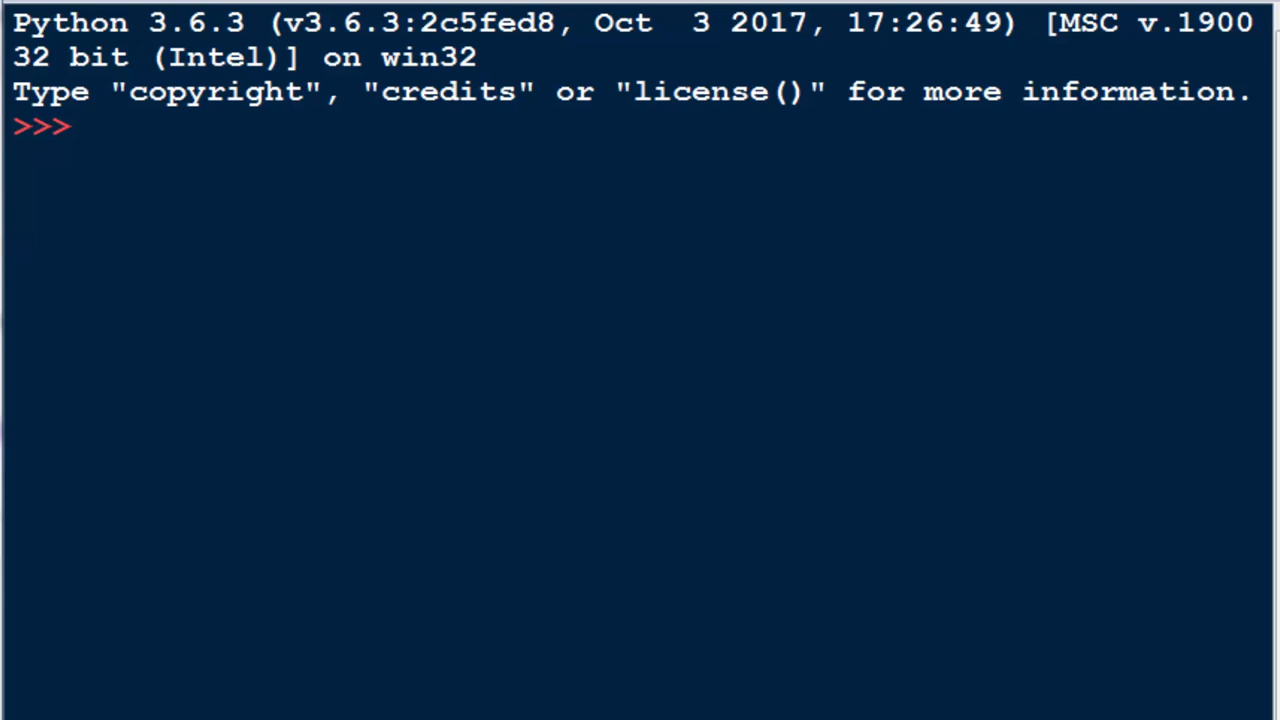 Python 3.6.3 (v3.6.3:2c5fed8, Oct  3 2017, 17:26:49) [MSC v.1900
32 bit (Intel)] on win32
Type "copyright", "credits" or "license()" for more information.
>>>